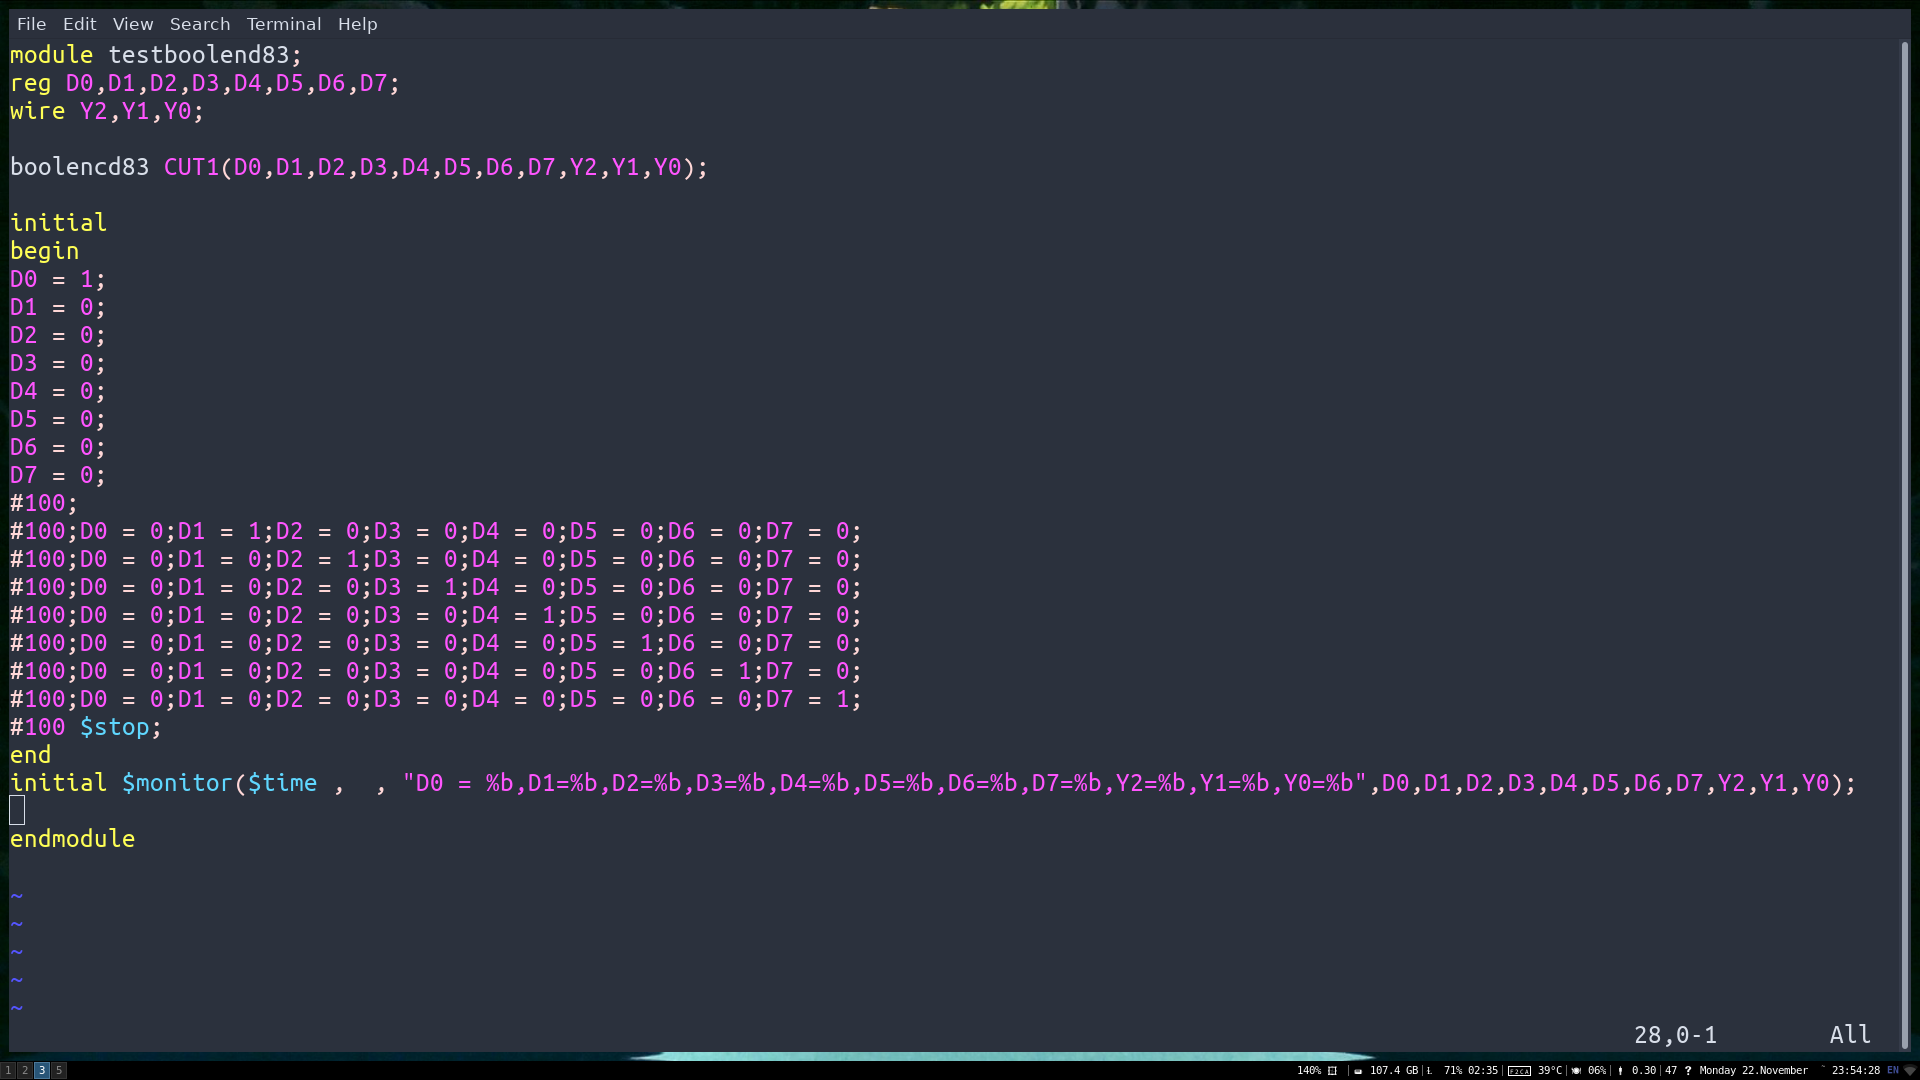 File Edit View Search Terminal Help
module testboolend83;
reg D0,D1,D2,D3,D4,D5,D6,D7;
wire Y2,Y1,Y0;
boolencd83 CUT1(D0,D1,D2,D3,D4,D5,D6,D7,Y2,Y1,Y0);
initial
begin
D0 = 1;
D1 = 0;
D2 = 0;
D3 = 0;
D4 = 0;
D5 = 0;
D6 = 0;
D7 = 0;
#100;
#100;D0 = 0;D1 = 1;D2 = 0;D3 = 0;D4 = 0;D5 = 0;D6 = 0;D7 = 0;
#100;D0 = 0;D1 = 0;D2 = 1;D3 = 0;D4 = 0;D5 = 0;D6 = 0;D7 = 0;
#100;D0 = 0;D1 = 0;D2 = 0;D3 = 1;D4 = 0;D5 = 0;D6 = 0;D7 = 0;
#100;D0 = 0;D1 = 0;D2 = 0;D3 = 0;D4 = 1;D5 = 0;D6 = 0;D7 = 0;
#100;D0 = 0;D1 = 0;D2 = 0;D3 = 0;D4 = 0;D5 = 1;D6 = 0;D7 = 0;
#100;D0 = 0;D1 = 0;D2 = 0;D3 = 0;D4 = 0;D5 = 0;D6 = 1;D7 = 0;
#100;D0 = 0;D1 = 0;D2 = 0;D3 = 0;D4 = 0;D5 = 0;D6 = 0;D7 = 1;
#100 $stop;
end
initial $monitor($time ,  , "D0 = %b,D1=%b,D2=%b,D3=%b,D4=%b,D5=%b,D6=%b,D7=%b,Y2=%b,Y1=%b,Y0=%b",D0,D1,D2,D3,D4,D5,D6,D7,Y2,Y1,Y0);
endmodule
~
~
~
~
~
28,0-1 All
1 2 3 5 140% | 107.4 GB | 71% 02:35 | 39°C | 06% | 0.30 | 47 ? Monday 22.November 23:54:28 EN